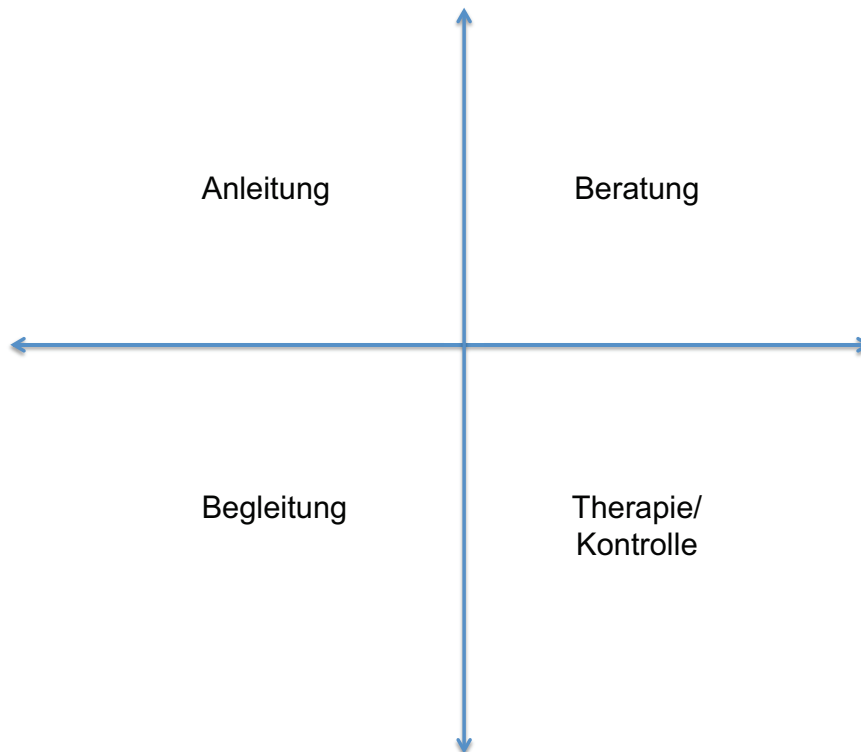 Anleitung
Beratung
Begleitung
Therapie/
Kontrolle